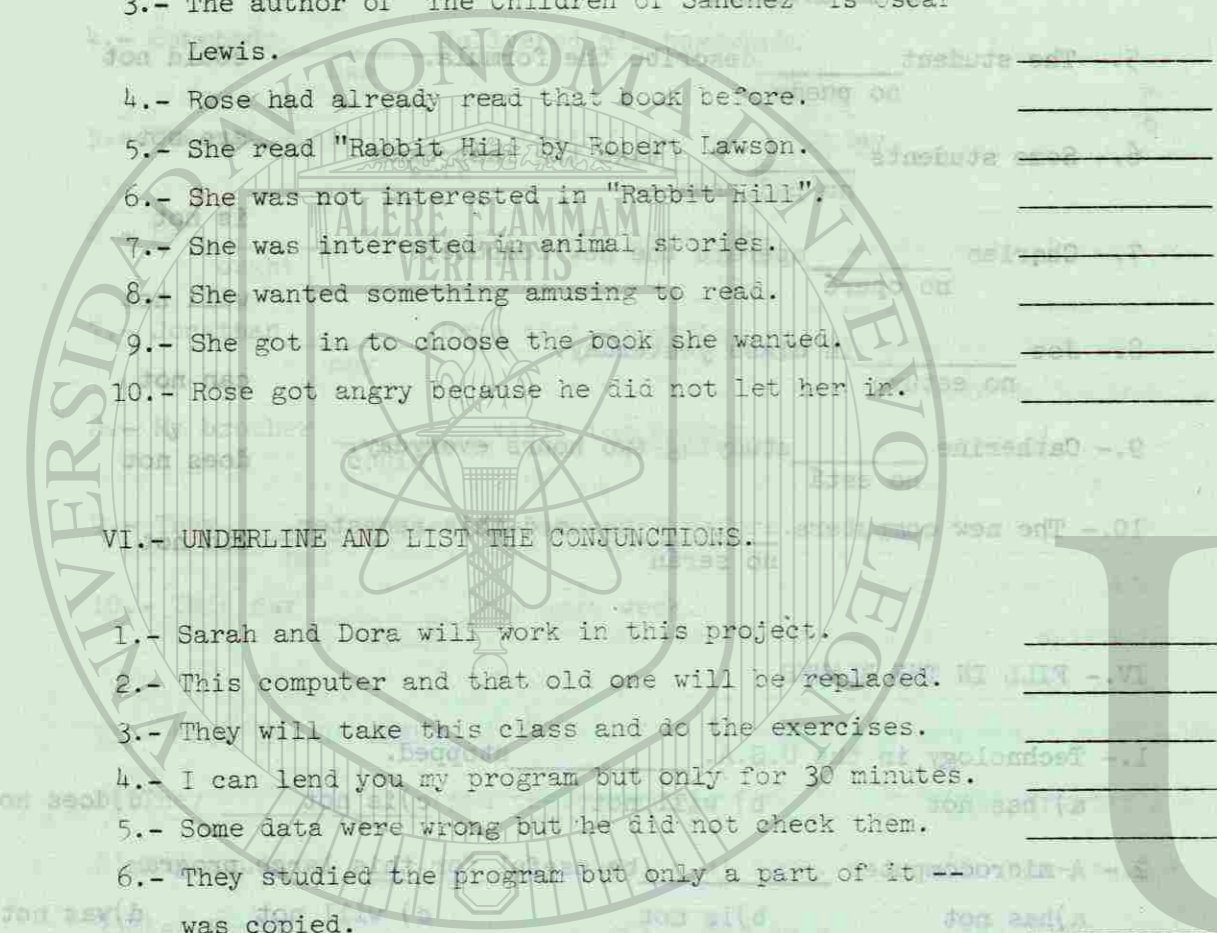 3.- The author of "The Children of Sanchez" is Oscar
Lewis.
4.- Rose had already read that book before.
5.- She read "Rabbit Hill by Robert Lawson.
6.- She was not interested in "Rabbit Hill".
7.- She was interested in animal stories.
8.- She wanted something amusing to read.
9.- She got in to choose the book she wanted.
10.- Rose got angry because he did not let her in.
VI.- UNDERLINE AND LIST THE CONJUNCTIONS.
1.- Sarah and Dora will work in this project.
2.- This computer and that old one will be replaced.
3.- They will take this class and do the exercises.
4.- I can lend you my program but only for 30 minutes.
5.- Some data were wrong but he did not check them.
6.- They studied the program but only a part of it --
was copied.
UNIVERSIDAD AVTONOMA D NVEVO LEON
ALERE FLAMMAM
VERITATIS
U